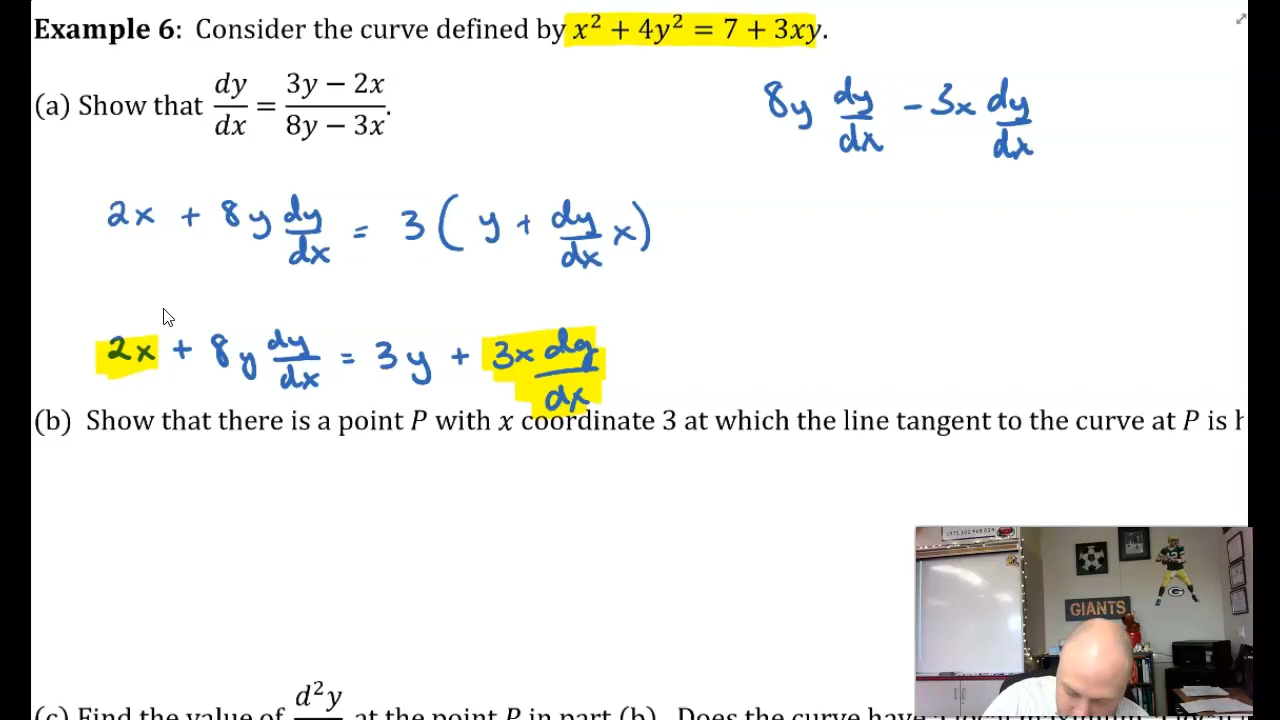 Example 6: Consider the curve defined by x² + 4y² = 7 + 3xy.
(a) Show that dy/dx = (3y − 2x)/(8y − 3x).
8y dy/dx − 3x dy/dx
2x + 8y dy/dx = 3(y + dy/dx x)
2x + 8y dy/dx = 3y + 3x dy/dx
(b) Show that there is a point P with x coordinate 3 at which the line tangent to the curve at P is h
GIANTS
G
(c) Find the value of d²y at the point P in part (b). Does the curve have a local maximum